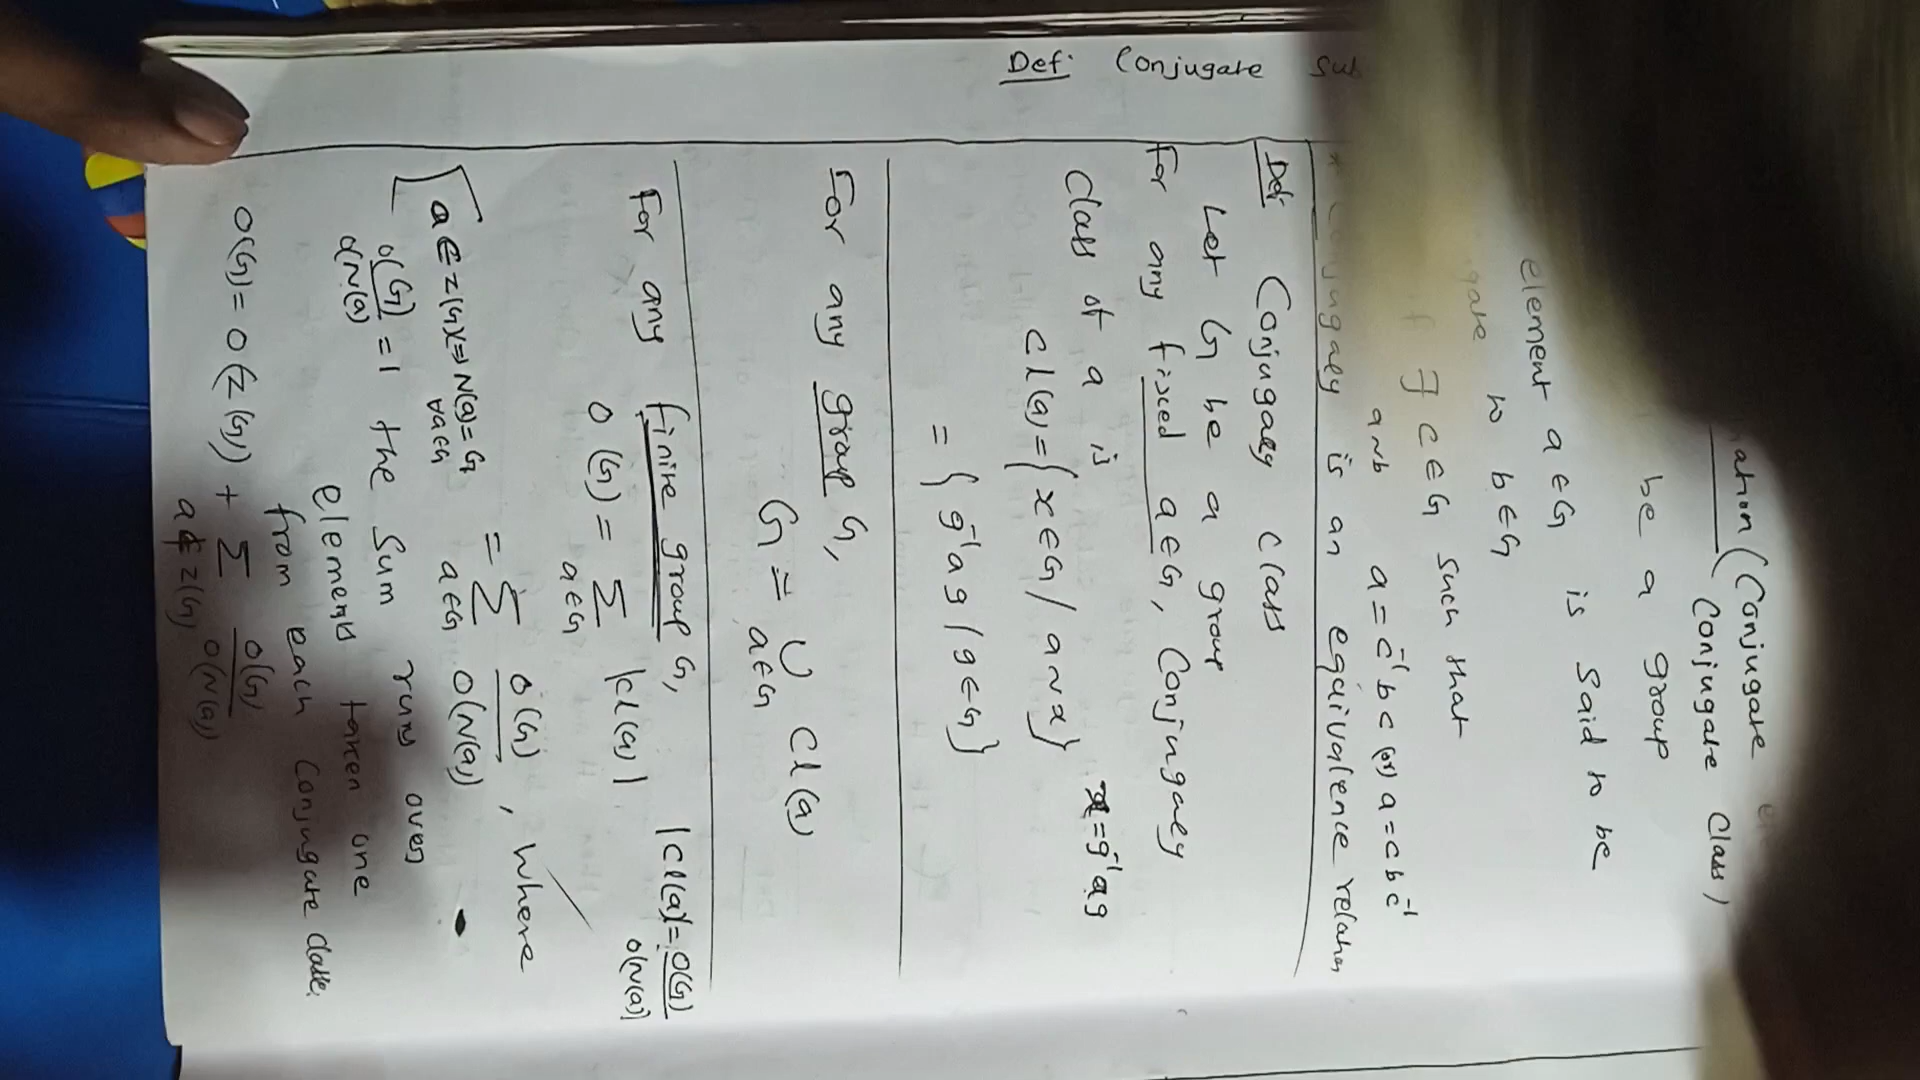 (Conjugate
(Conjugate Class)
be a group
element a ∈ G is said to be
to b ∈ G
∃ c ∈ G such that
a~b a = c⁻¹bc (or) a = cbc⁻¹
is an equivalence relation
Def: Conjugacy class
Let G be a group
For any fixed a ∈ G, Conjugacy
Class of a is x = g⁻¹ag
cl(a) = {x ∈ G / a~x}
= {g⁻¹ag / g ∈ G}
For any group G,
G = ∪ cl(a)
a ∈ G
For any finite group G, |cl(a)| = O(G)/O(N(a))
O(G) = Σ |cl(a)|
a ∈ G
= Σ O(G)/O(N(a)), where
a ∈ G
[a ∈ Z(G) ⇒ N(a) = G
∀a ∈ G
O(G)/O(N(a)) = 1 the sum runs over
elements taken one
from each conjugate class.
O(G) = O(Z(G)) + Σ O(G)/O(N(a))
a ∉ Z(G)
Def: Conjugate